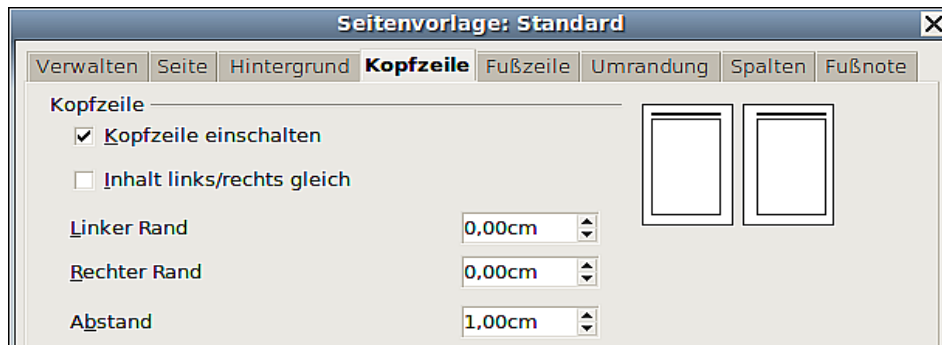 Seitenvorlage: Standard
Verwalten Seite Hintergrund Kopfzeile Fußzeile Umrandung Spalten Fußnote
Kopfzeile
Kopfzeile einschalten
Inhalt links/rechts gleich
Linker Rand 0,00cm
Rechter Rand 0,00cm
Abstand 1,00cm